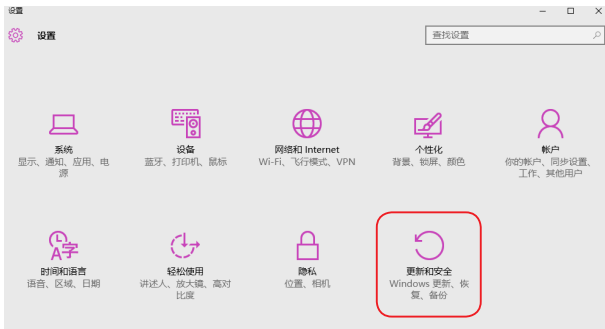 设置
设置
查找设置
系统
显示、通知、应用、电
源
设备
蓝牙、打印机、鼠标
网络和 Internet
Wi-Fi、飞行模式、VPN
个性化
背景、锁屏、颜色
帐户
你的帐户、同步设置、
工作、其他用户
时间和语言
语音、区域、日期
轻松使用
讲述人、放大镜、高对
比度
隐私
位置、相机
更新和安全
Windows 更新、恢
复、备份